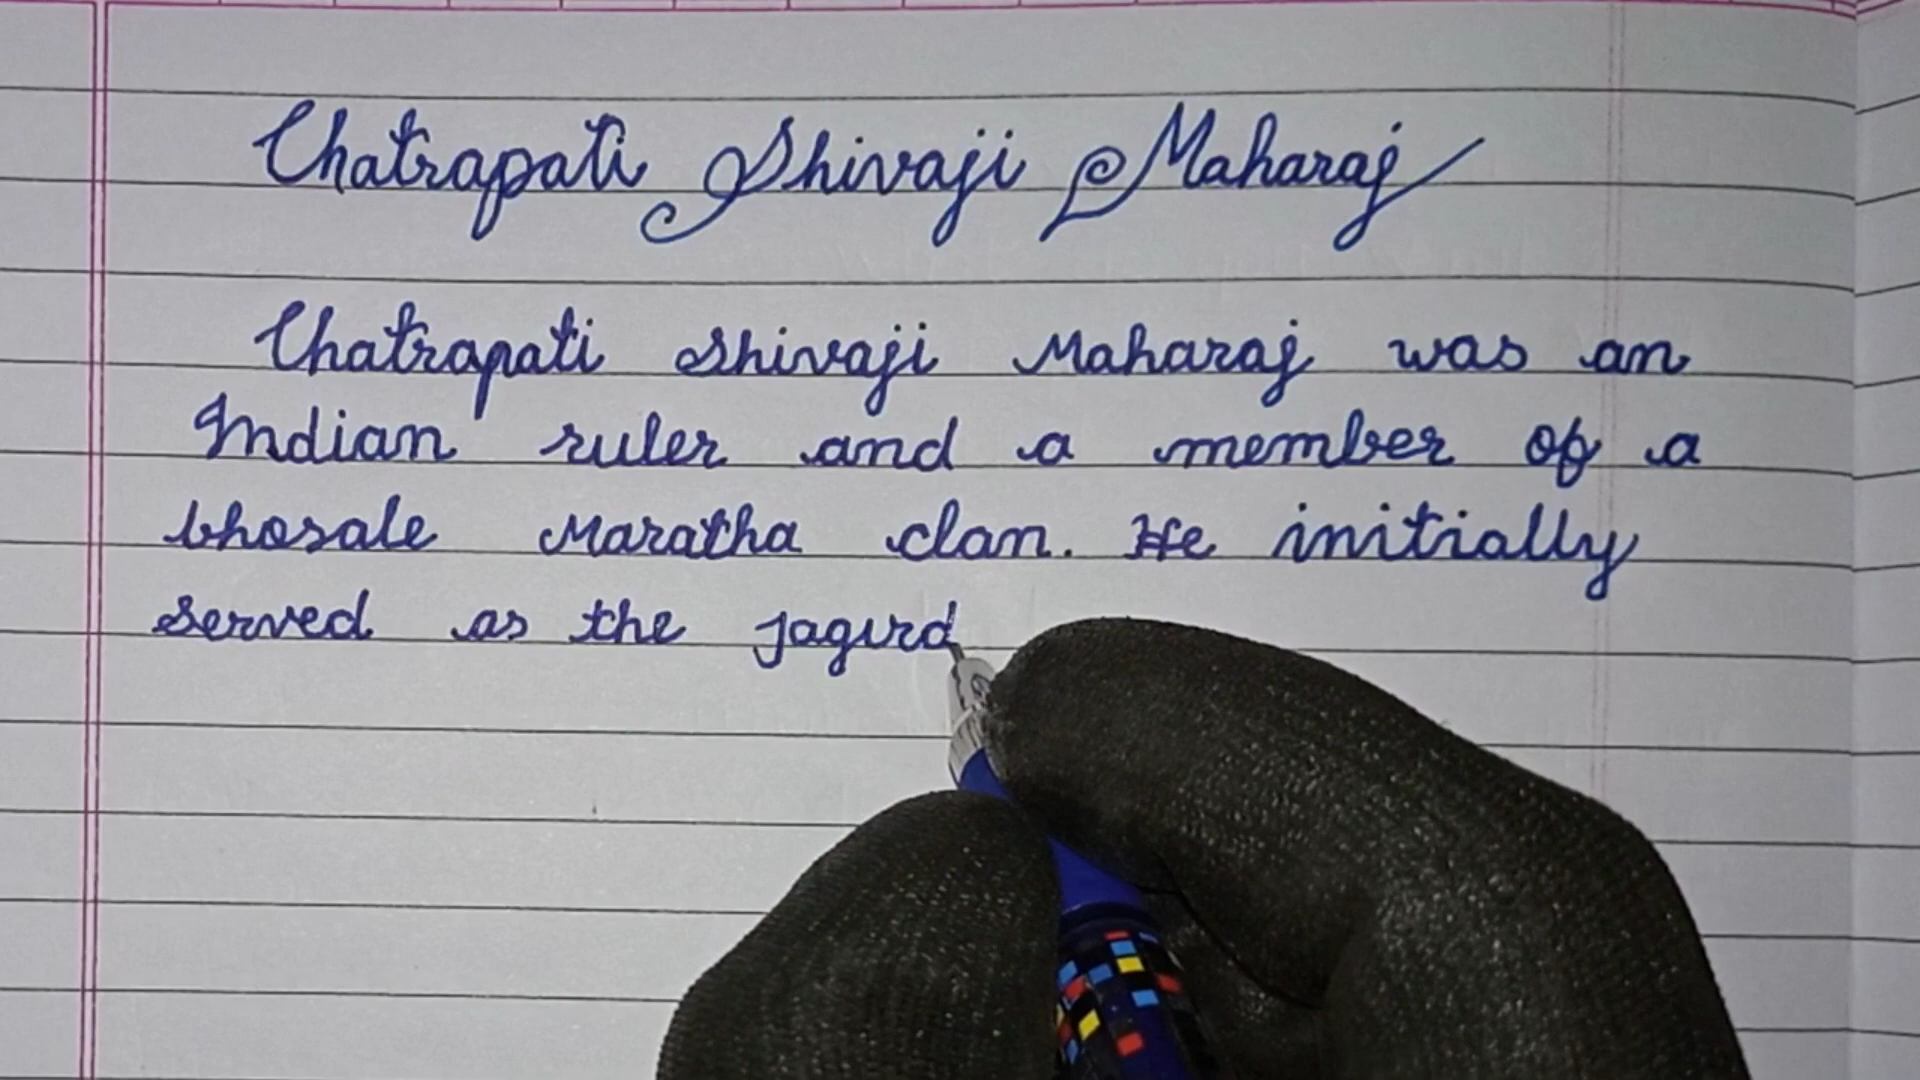 Chatrapati Shivaji Maharaj
Chatrapati Shivaji Maharaj was an
Indian ruler and a member of a
bhosale Maratha clan. He initially
served as the jagird